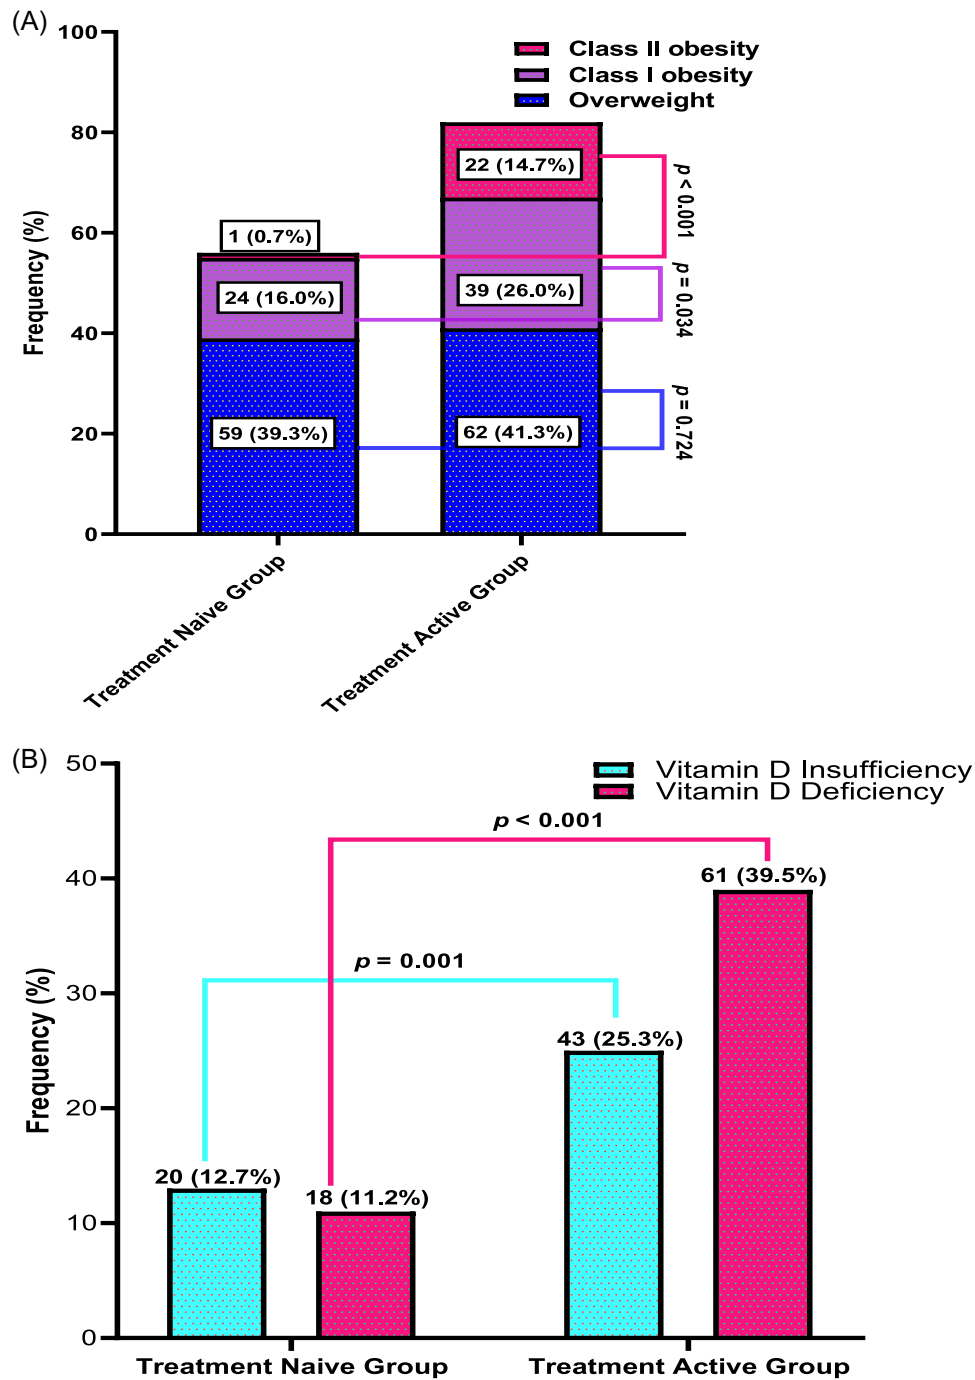 (A)
100
80
60
40
20
0
Frequency (%)
Class II obesity
Class I obesity
Overweight
1 (0.7%)
24 (16.0%)
59 (39.3%)
22 (14.7%)
39 (26.0%)
62 (41.3%)
p < 0.001
p = 0.034
p = 0.724
Treatment Naive Group
Treatment Active Group
(B)
50
40
30
20
10
0
Frequency (%)
Vitamin D Insufficiency
Vitamin D Deficiency
p < 0.001
p = 0.001
20 (12.7%)
18 (11.2%)
43 (25.3%)
61 (39.5%)
Treatment Naive Group
Treatment Active Group